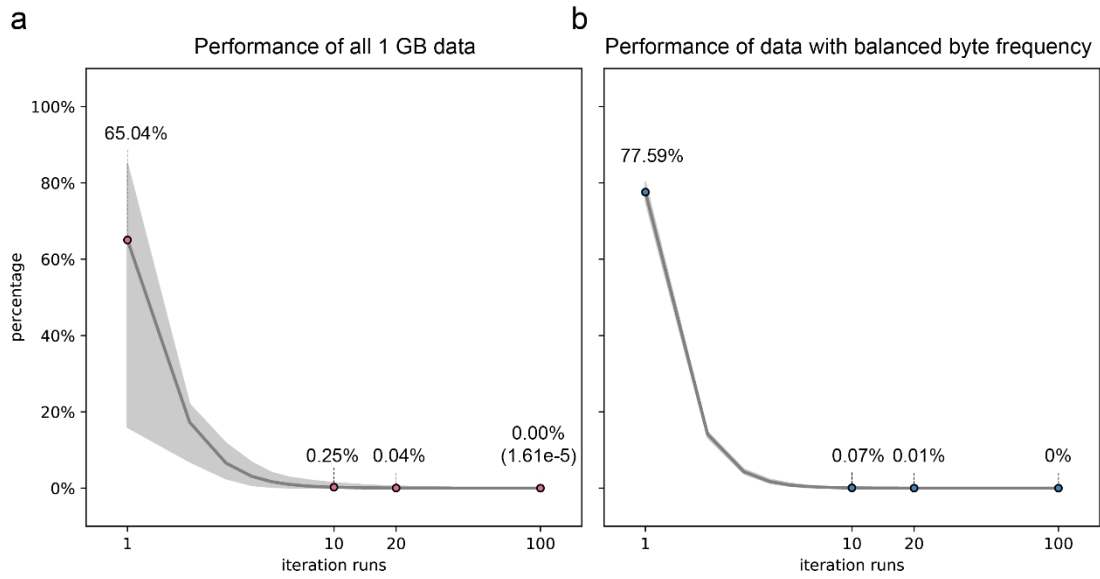 a
Performance of all 1 GB data
100%
80%
60%
40%
20%
0%
percentage
65.04%
0.25%
0.04%
0.00%
(1.61e-5)
1
10
20
100
iteration runs
b
Performance of data with balanced byte frequency
77.59%
0.07%
0.01%
0%
1
10
20
100
iteration runs